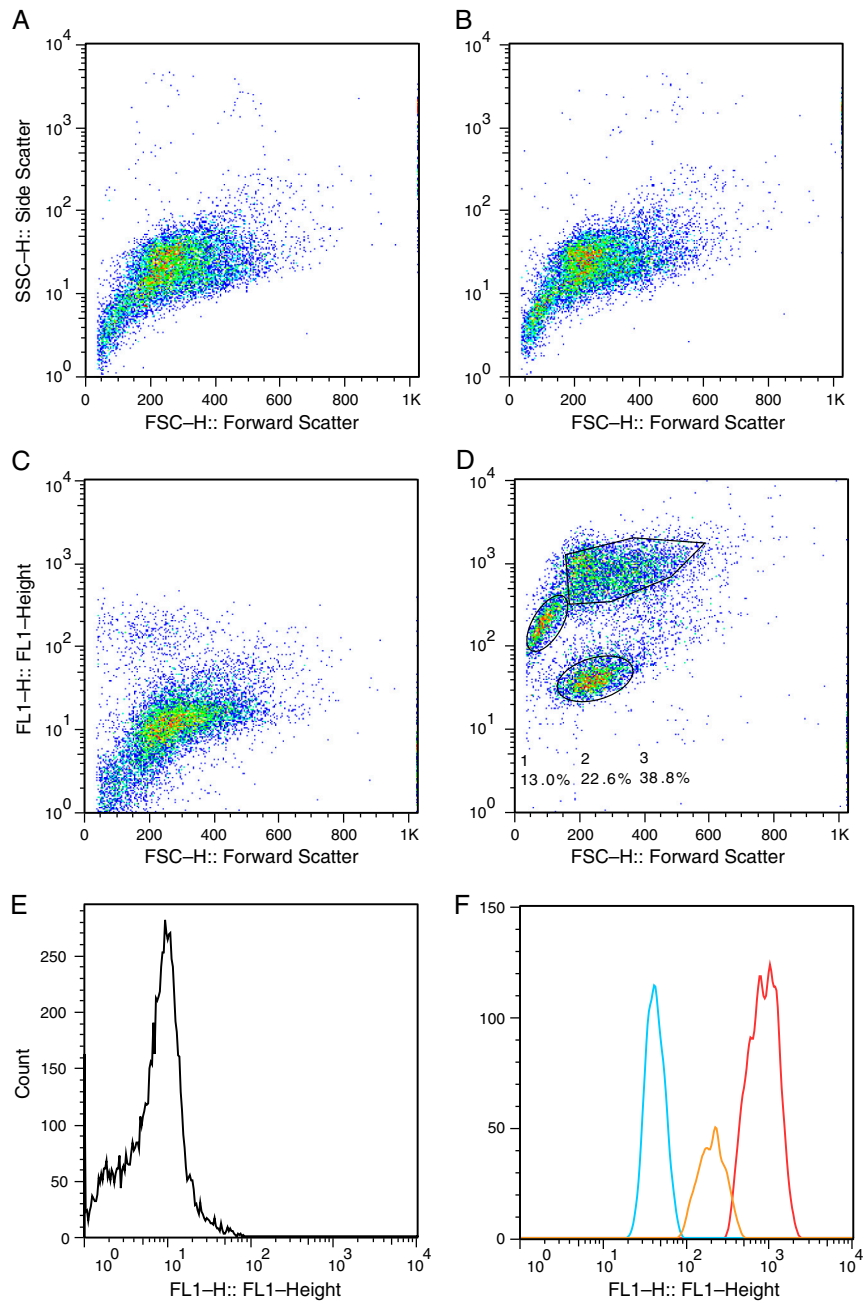 A
B
10^4
10^3
10^2
10^1
10^0
SSC–H:: Side Scatter
0 200 400 600 800 1K
FSC–H:: Forward Scatter
10^4
10^3
10^2
10^1
10^0
0 200 400 600 800 1K
FSC–H:: Forward Scatter
C
D
10^4
10^3
10^2
10^1
10^0
FL1–H:: FL1–Height
0 200 400 600 800 1K
FSC–H:: Forward Scatter
10^4
10^3
10^2
10^1
10^0
1 2 3
13.0% 22.6% 38.8%
0 200 400 600 800 1K
FSC–H:: Forward Scatter
E
F
250
200
150
100
50
0
Count
10^0 10^1 10^2 10^3 10^4
FL1–H:: FL1–Height
150
100
50
0
10^0 10^1 10^2 10^3 10^4
FL1–H:: FL1–Height